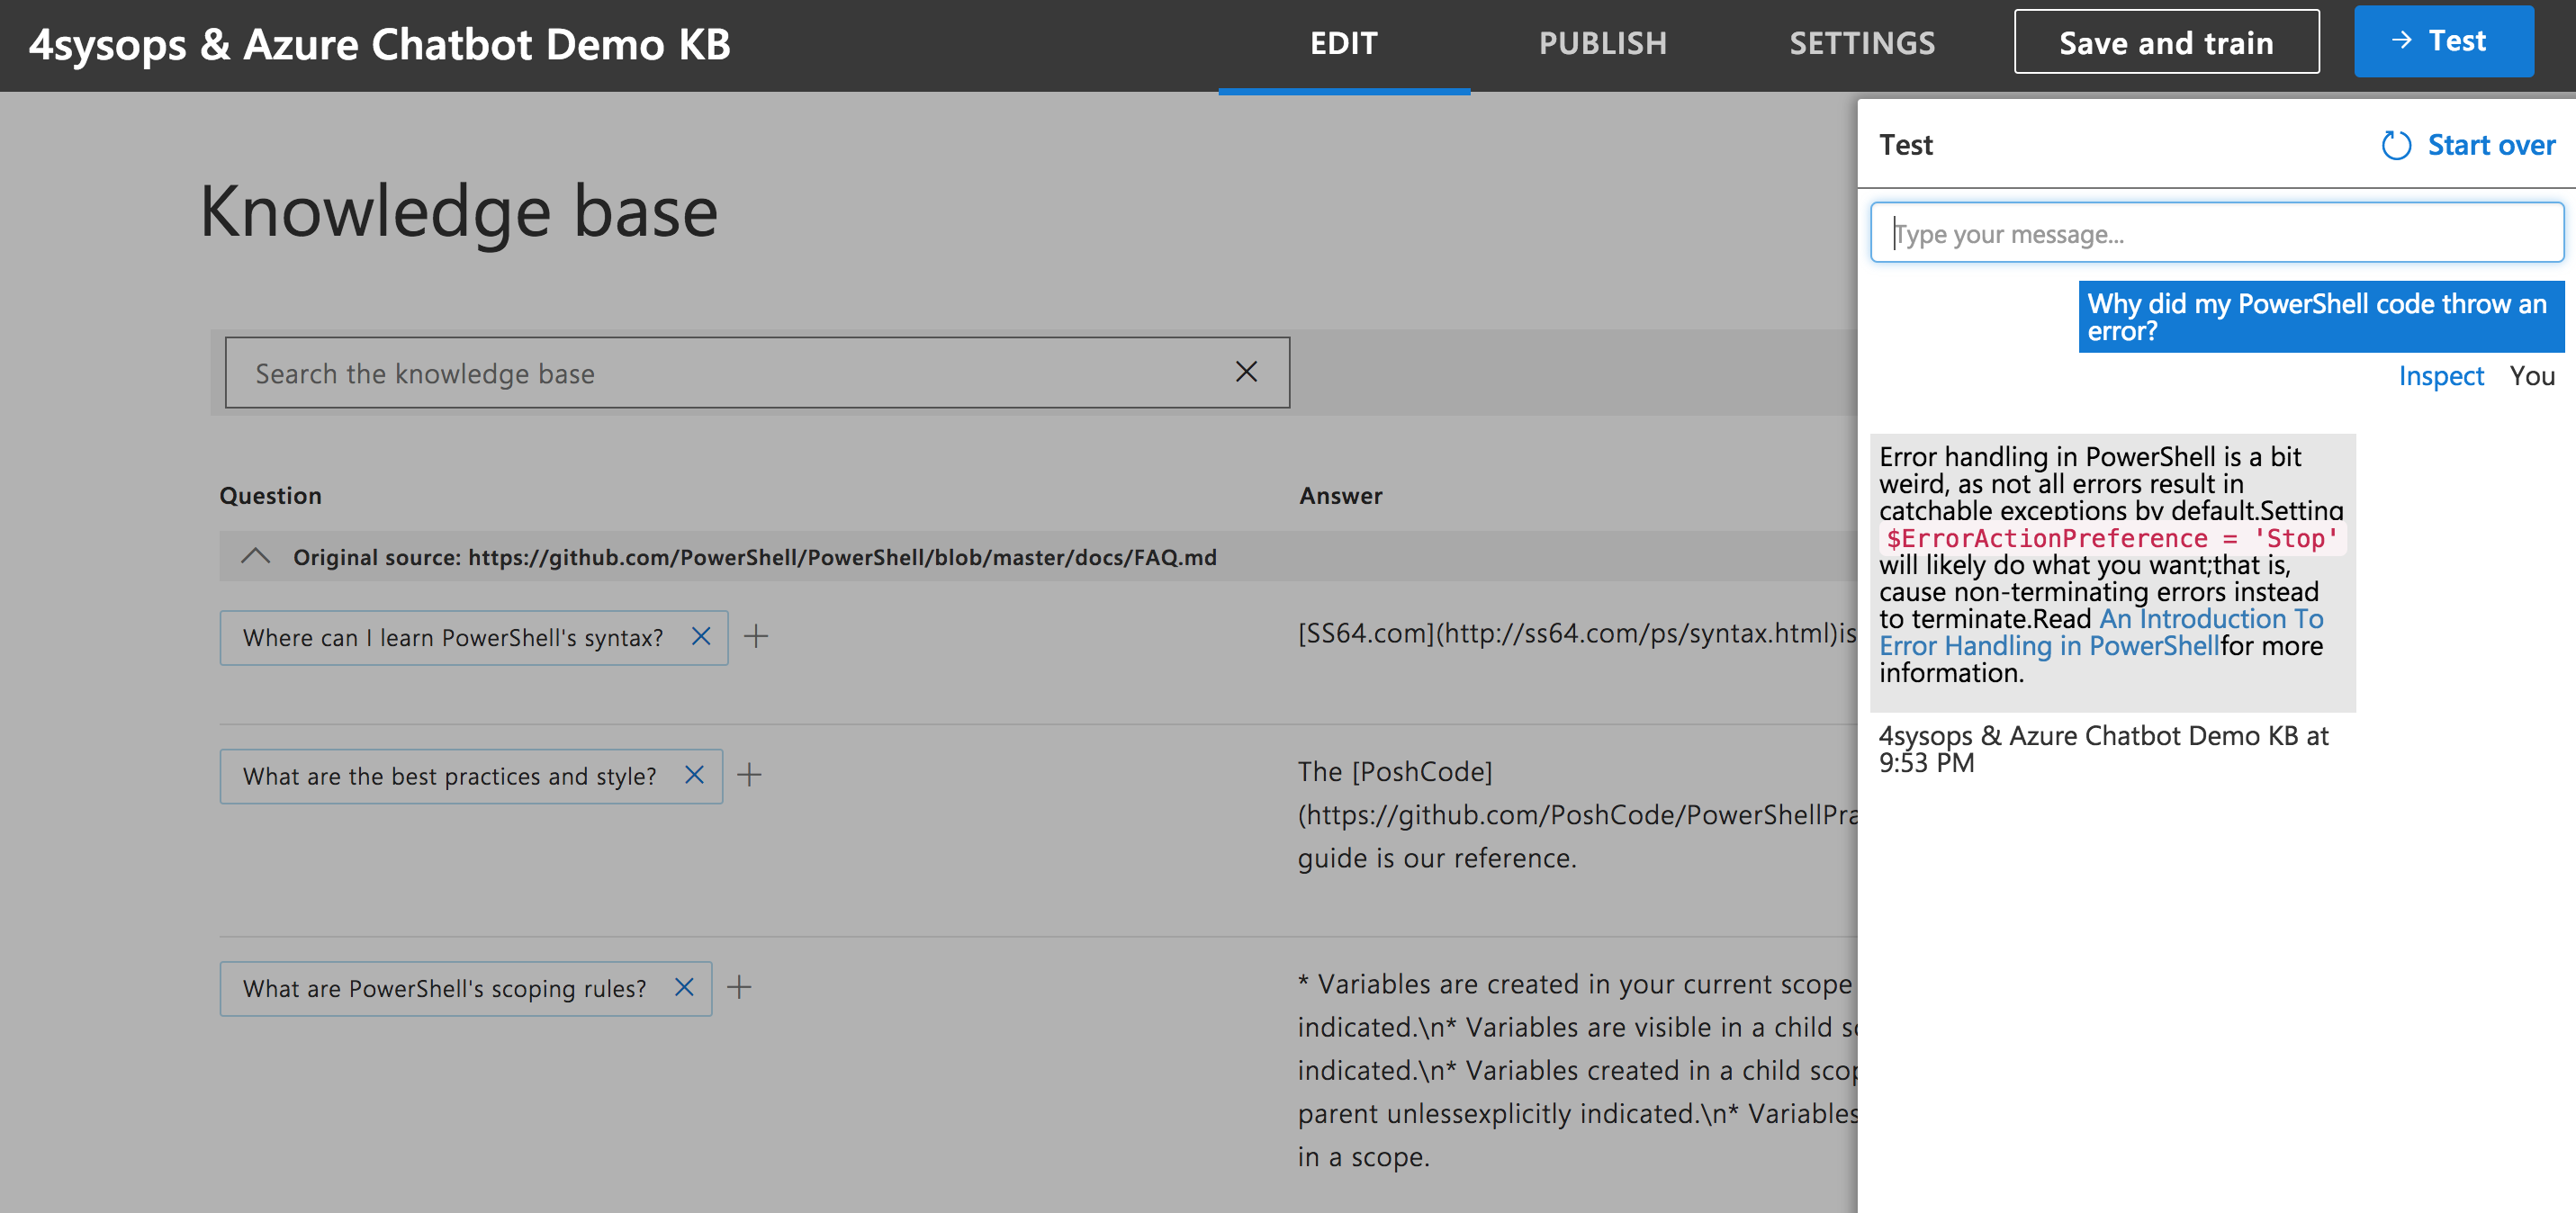 4sysops & Azure Chatbot Demo KB
EDIT
PUBLISH
SETTINGS
Save and train
Test
Knowledge base
Search the knowledge base
Question
Answer
Original source: https://github.com/PowerShell/PowerShell/blob/master/docs/FAQ.md
Where can I learn PowerShell's syntax?
[SS64.com](http://ss64.com/ps/syntax.html)is
What are the best practices and style?
The [PoshCode]
(https://github.com/PoshCode/PowerShellPra
guide is our reference.
What are PowerShell's scoping rules?
* Variables are created in your current scope
indicated.\n* Variables are visible in a child s
indicated.\n* Variables created in a child scop
parent unlessexplicitly indicated.\n* Variables
in a scope.
Test
Start over
Type your message...
Why did my PowerShell code throw an
error?
Inspect You
Error handling in PowerShell is a bit
weird, as not all errors result in
catchable exceptions by default.Setting
$ErrorActionPreference = 'Stop'
will likely do what you want;that is,
cause non-terminating errors instead
to terminate.Read An Introduction To
Error Handling in PowerShellfor more
information.
4sysops & Azure Chatbot Demo KB at
9:53 PM